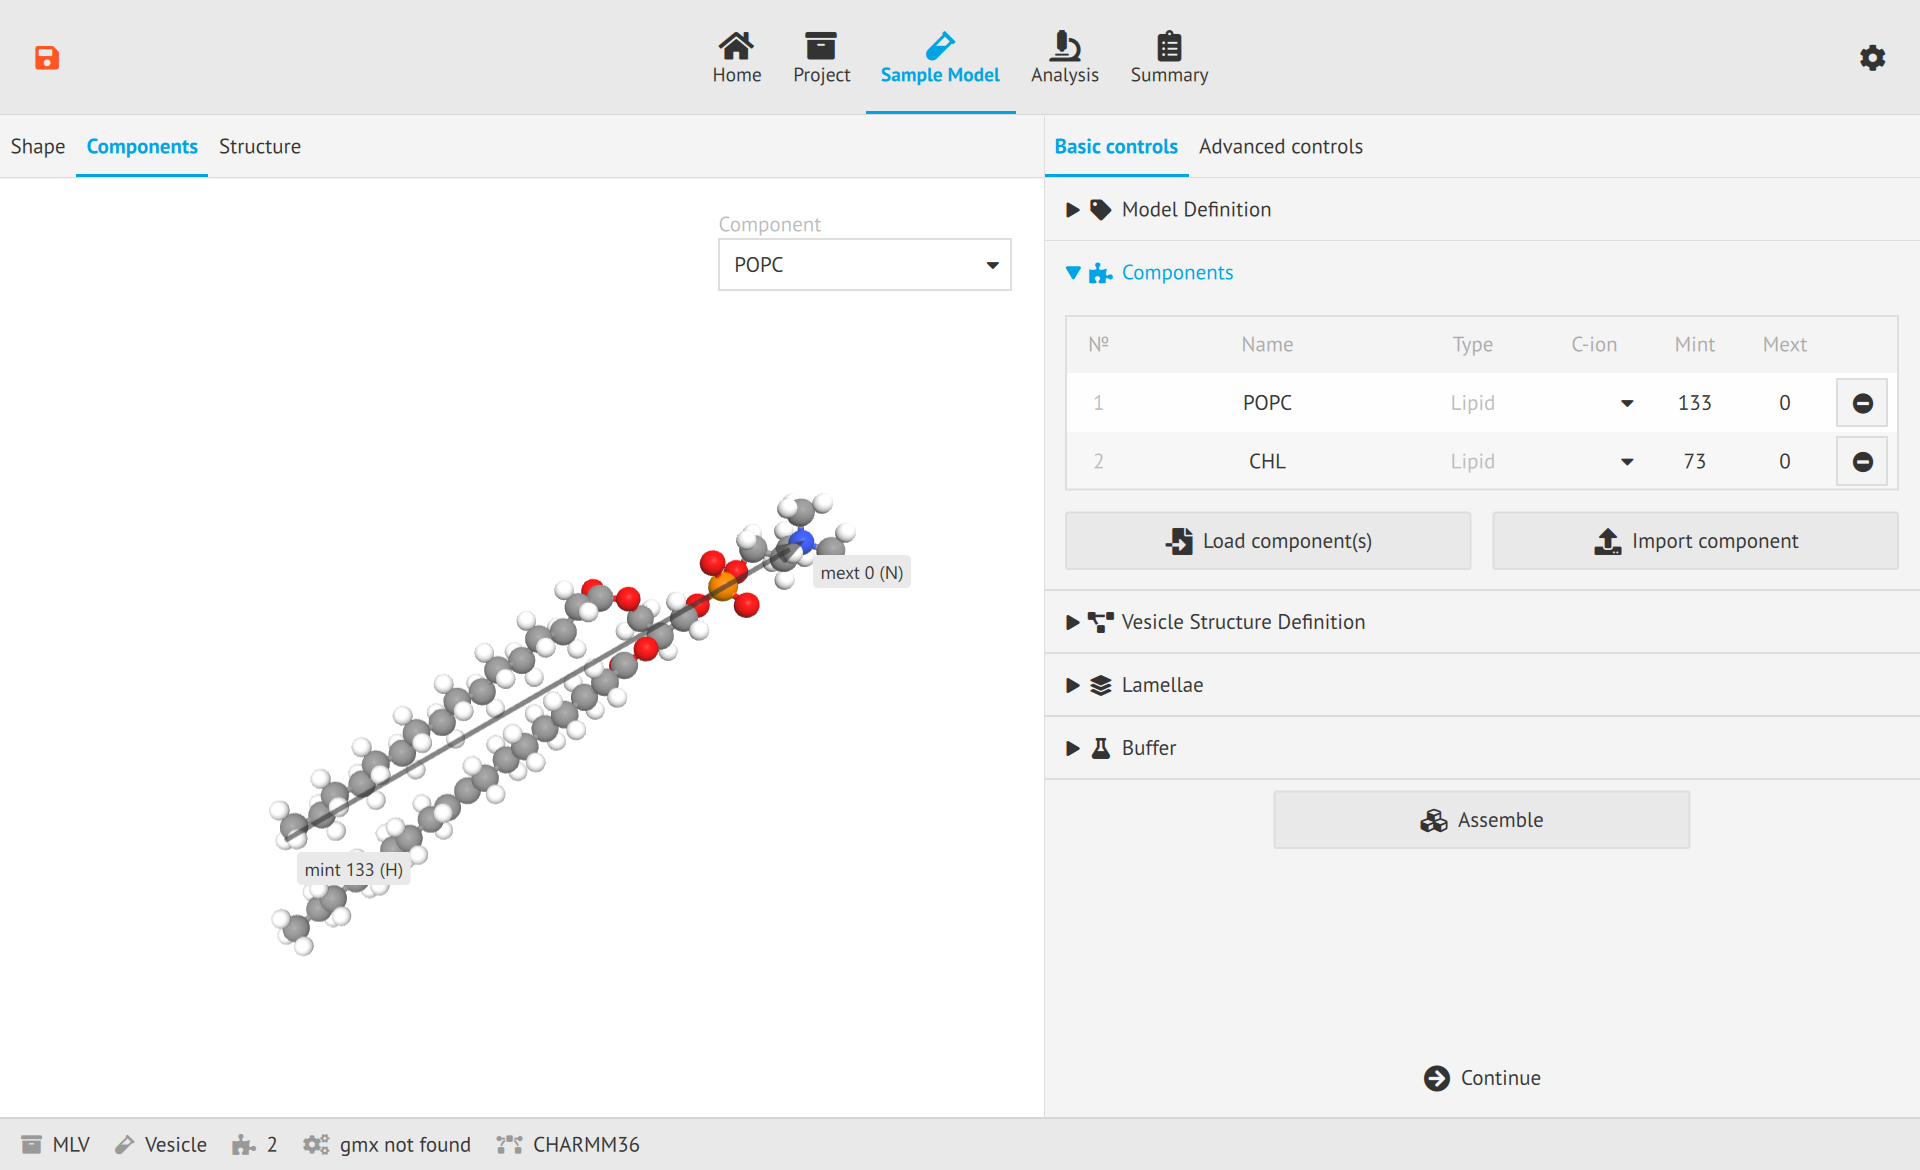 Home Project Sample Model Analysis Summary
Shape Components Structure
Basic controls Advanced controls
Component
POPC
mext 0 (N)
mint 133 (H)
Model Definition
Components
Nº Name Type C-ion Mint Mext
1 POPC Lipid 133 0
2 CHL Lipid 73 0
Load component(s) Import component
Vesicle Structure Definition
Lamellae
Buffer
Assemble
Continue
MLV Vesicle 2 gmx not found CHARMM36